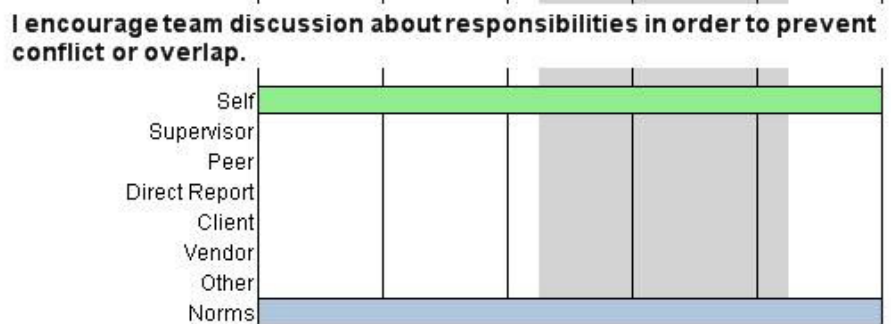 I encourage team discussion about responsibilities in order to prevent
conflict or overlap.
Self
Supervisor
Peer
Direct Report
Client
Vendor
Other
Norms